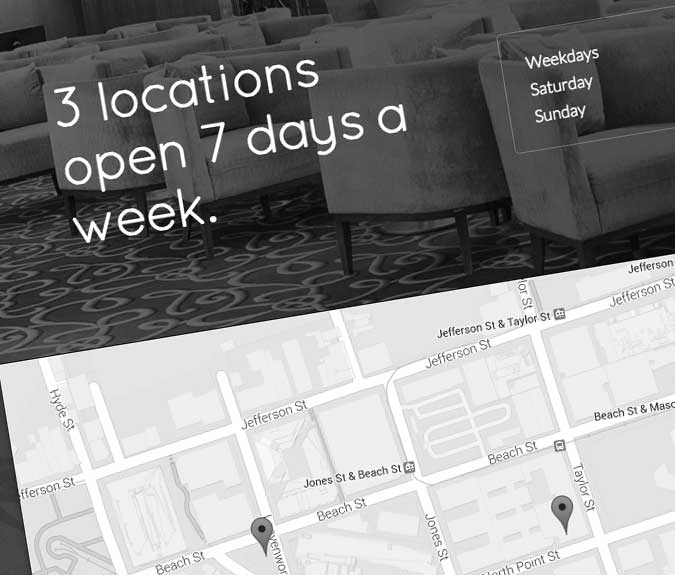 3 locations
open 7 days a
week.
Weekdays
Saturday
Sunday
Jefferson
Jefferson St
Jefferson St & Taylor St
Jefferson St
Hyde St
Jefferson St
Beach St & Maso
Beach St
Jones St & Beach St
Taylor St
Beach St
Jones St
Beach St
North Point St